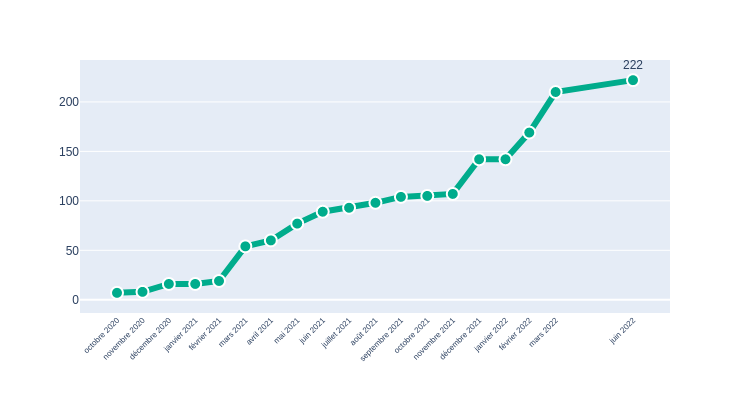 222
200
150
100
50
0
octobre 2020
novembre 2020
décembre 2020
janvier 2021
février 2021
mars 2021
avril 2021
mai 2021
juin 2021
juillet 2021
août 2021
septembre 2021
octobre 2021
novembre 2021
décembre 2021
janvier 2022
février 2022
mars 2022
juin 2022